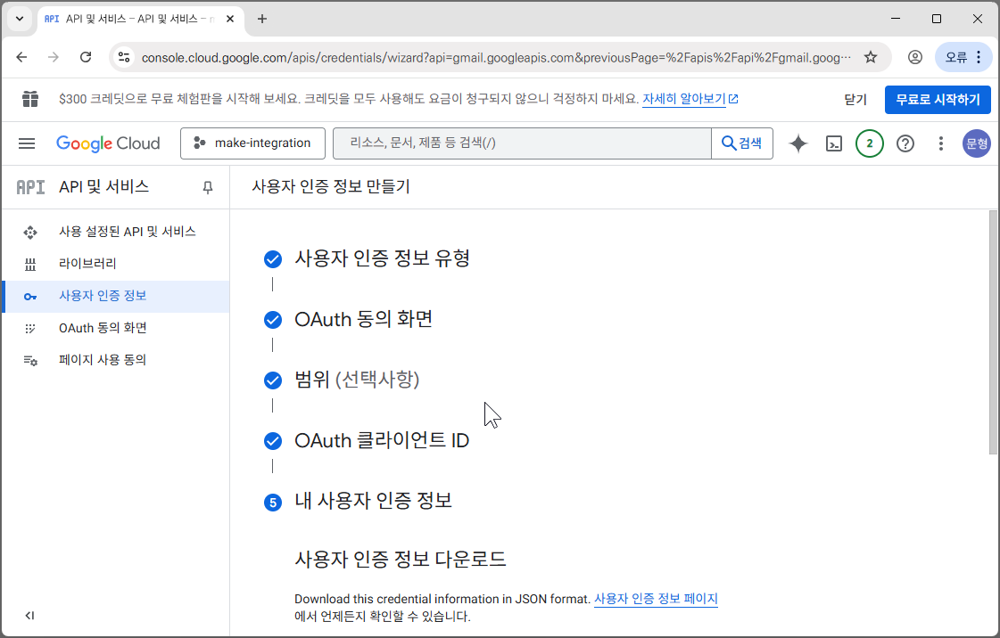 API API 및 서비스 – API 및 서비스 –
console.cloud.google.com/apis/credentials/wizard?api=gmail.googleapis.com&previousPage=%2Fapis%2Fapi%2Fgmail.goog···
오류
$300 크레딧으로 무료 체험판을 시작해 보세요. 크레딧을 모두 사용해도 요금이 청구되지 않으니 걱정하지 마세요. 자세히 알아보기
닫기
무료로 시작하기
Google Cloud
make-integration
리소스, 문서, 제품 등 검색(/)
검색
2
문형
API API 및 서비스
사용 설정된 API 및 서비스
라이브러리
사용자 인증 정보
OAuth 동의 화면
페이지 사용 동의
사용자 인증 정보 만들기
사용자 인증 정보 유형
OAuth 동의 화면
범위 (선택사항)
OAuth 클라이언트 ID
5 내 사용자 인증 정보
사용자 인증 정보 다운로드
Download this credential information in JSON format. 사용자 인증 정보 페이지
에서 언제든지 확인할 수 있습니다.